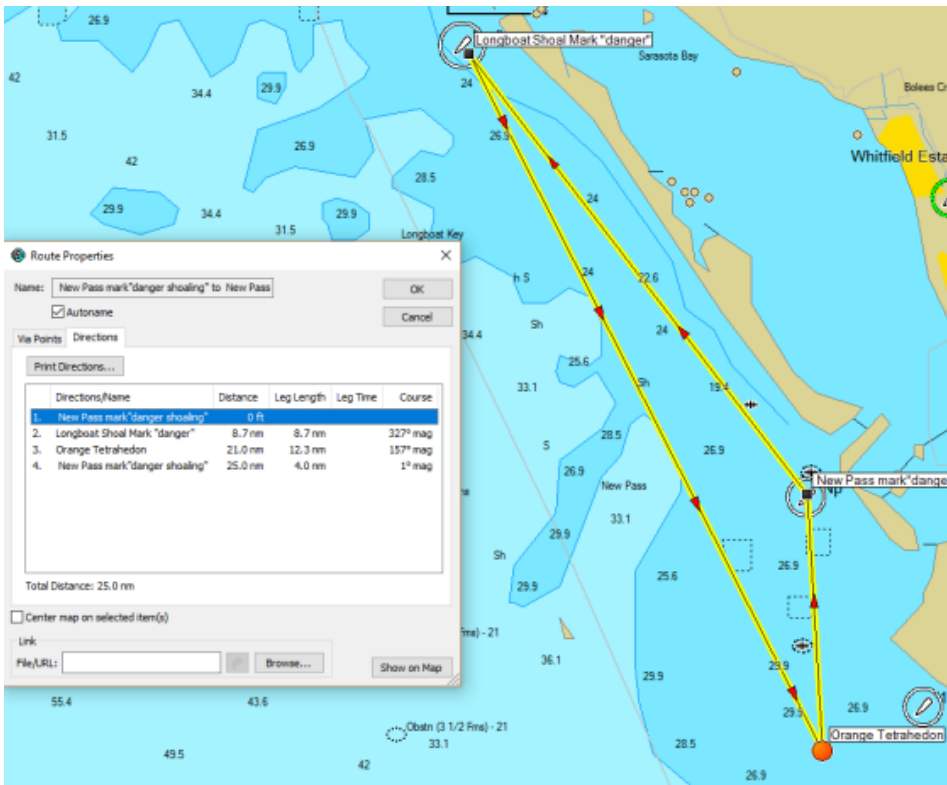 26.9
Longboat Shoal Mark "danger"
Sarasota Bay
42
34.4
29.9
24
Bolees Cr
31.5
26.9
26.9
42
Whitfield Esta
28.5
29.9
34.4
29.9
24
31.5
Longboat Key
Route Properties
Name: New Pass mark"danger shoaling" to New Pass
OK
Autoname
Cancel
Via Points Directions
Print Directions...
Directions/Name Distance Leg Length Leg Time Course
1. New Pass mark"danger shoaling" 0 ft
2. Longboat Shoal Mark "danger" 8.7 nm 8.7 nm 327° mag
3. Orange Tetrahedon 21.0 nm 12.3 nm 157° mag
4. New Pass mark"danger shoaling" 25.0 nm 4.0 nm 1° mag
Total Distance: 25.0 nm
Center map on selected item(s)
Link
File/URL:
Browse...
Show on Map
h S
24
22.6
34.4
Sh
24
25.6
33.1
Sh
19.4
28.5
S
26.9
26.9
New Pass
New Pass mark"dange
Np
33.1
29.9
Sh
26.9
25.6
29.9
Fms) - 21
36.1
29.9
29.9
55.4
43.6
29.9
26.9
Obstn (3 1/2 Fms) - 21
33.1
28.5
Orange Tetrahedon
49.5
42
26.9